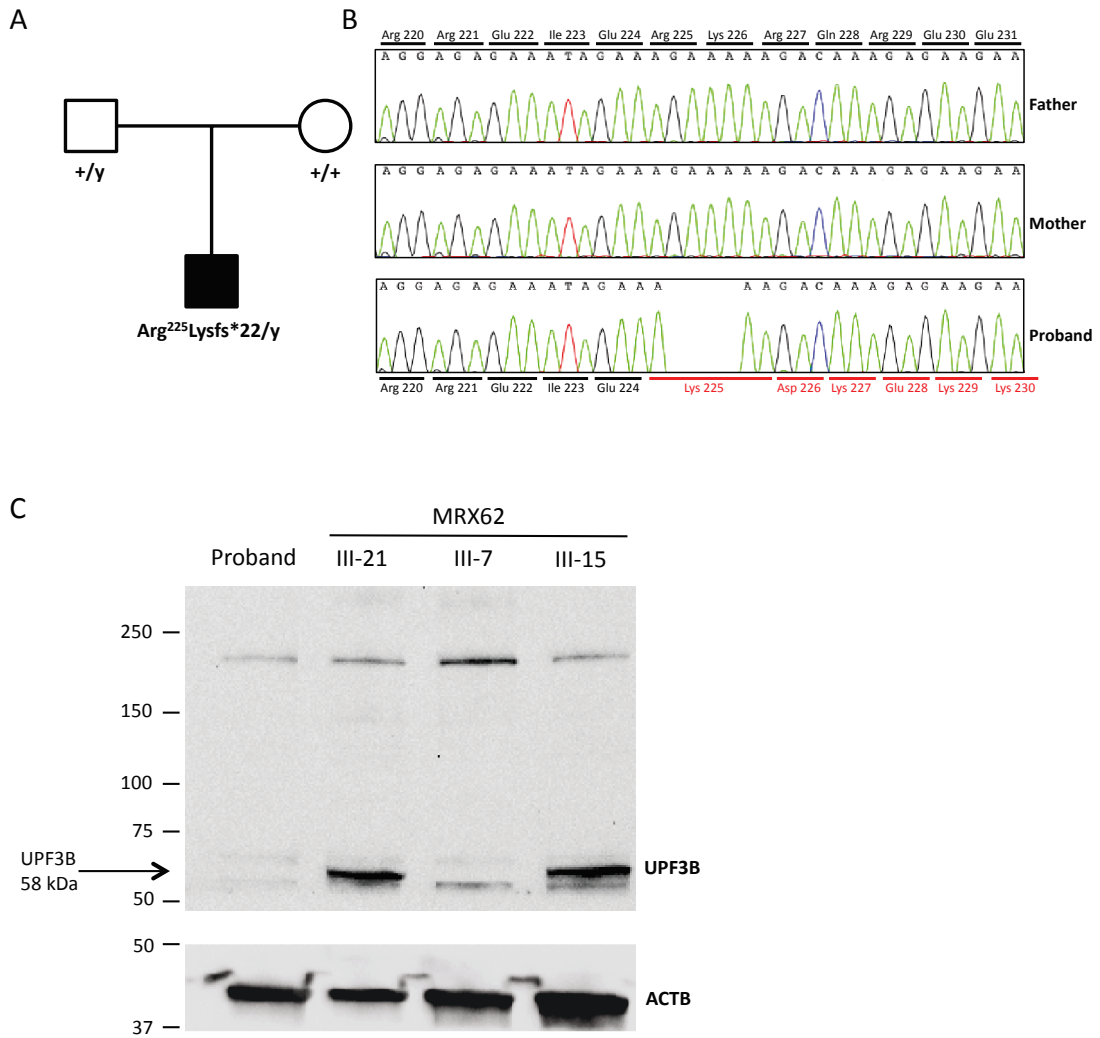 A
B
Arg 220 Arg 221 Glu 222 Ile 223 Glu 224 Arg 225 Lys 226 Arg 227 Gln 228 Arg 229 Glu 230 Glu 231
A G G A G A G A A A T A G A A A G A A A A A G A C A A A G A G A A G A A
Father
A G G A G A G A A A T A G A A A G A A A A A G A C A A A G A G A A G A A
Mother
A G G A G A G A A A T A G A A A A A G A C A A A G A G A A G A A
Proband
Arg 220 Arg 221 Glu 222 Ile 223 Glu 224 Lys 225 Asp 226 Lys 227 Glu 228 Lys 229 Lys 230
+/y
+/+
Arg²²⁵Lysfs*22/y
C
MRX62
Proband III-21 III-7 III-15
250
150
100
75
UPF3B
58 kDa
50
UPF3B
50
ACTB
37